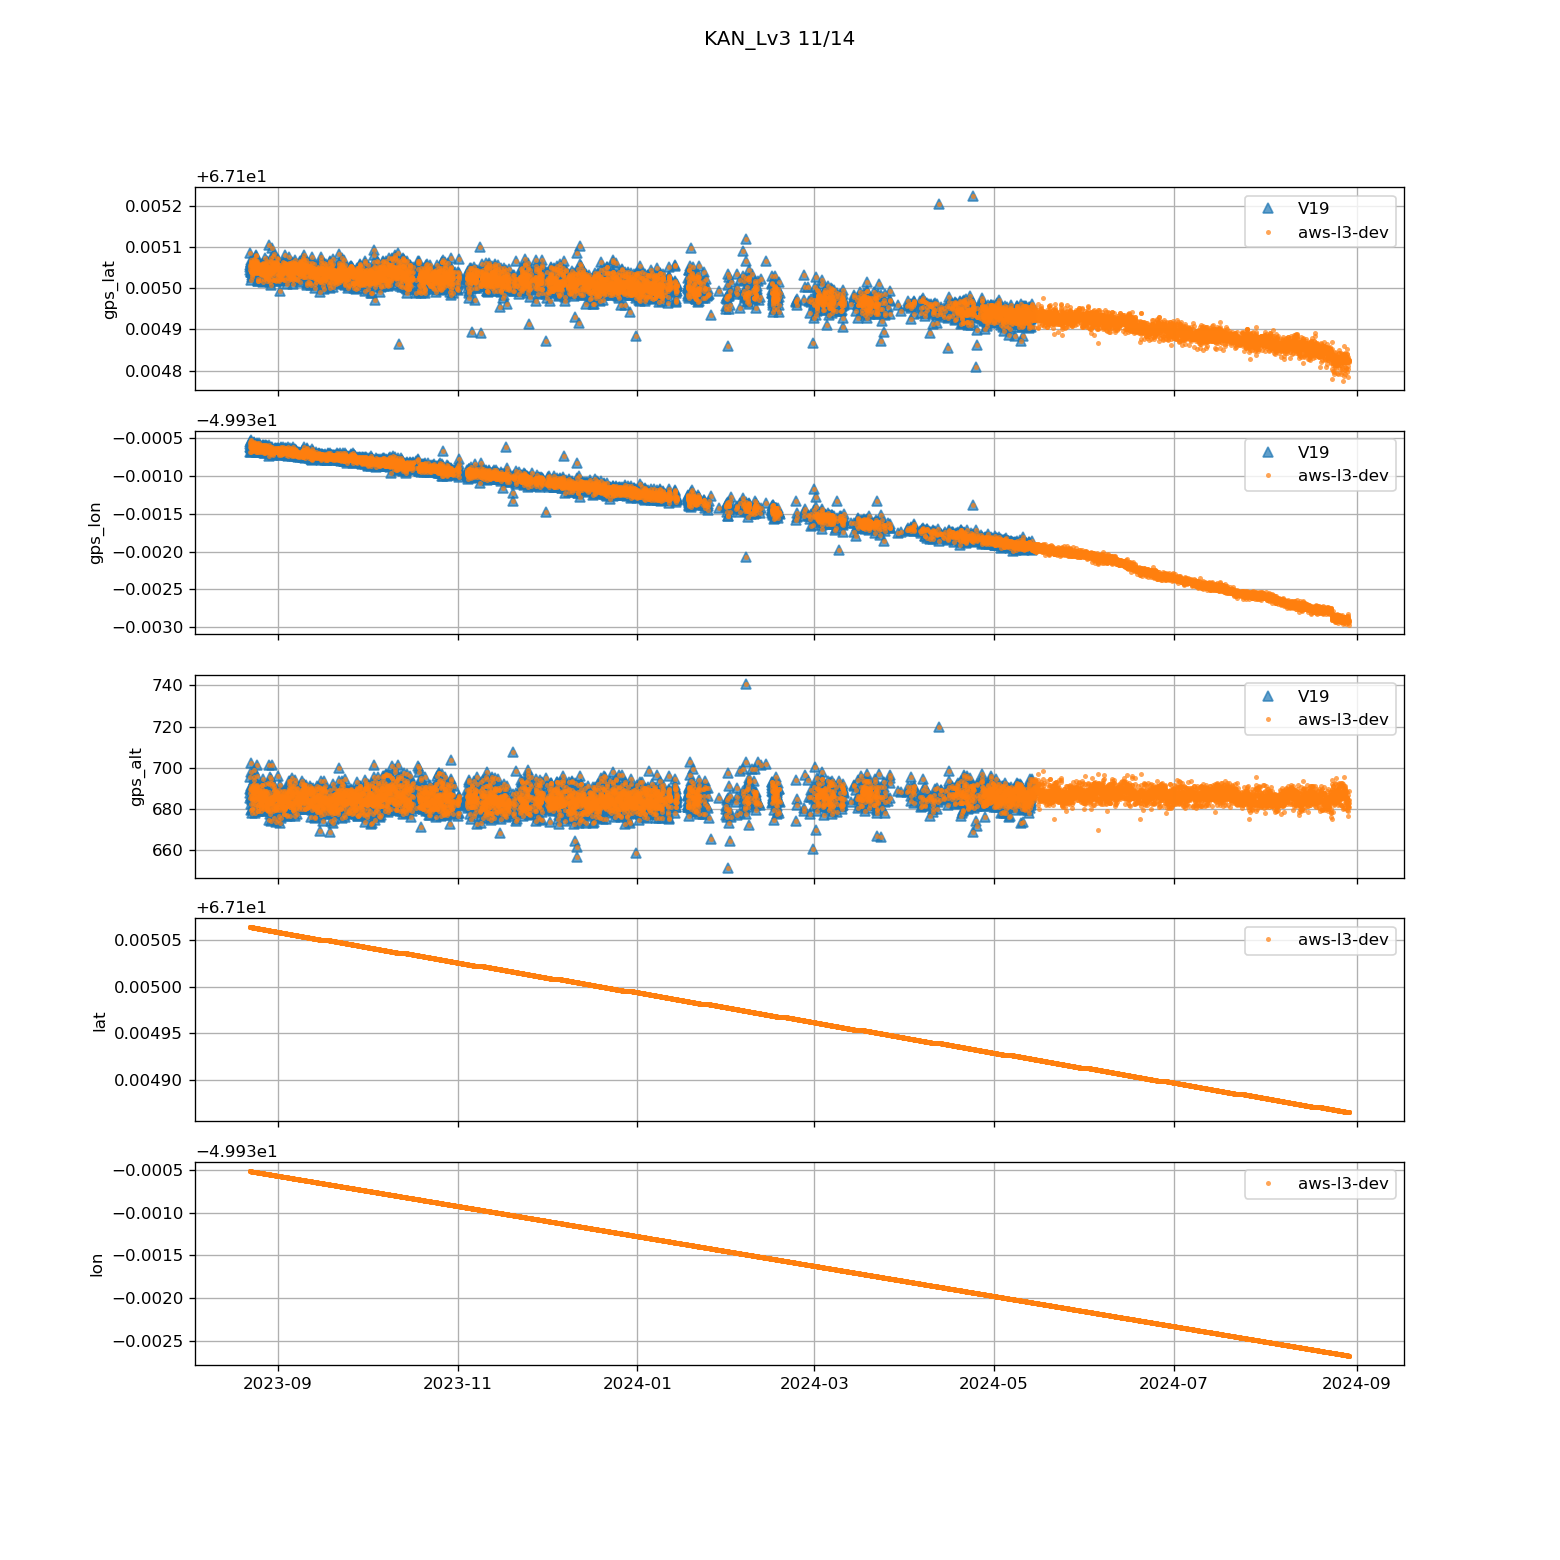 KAN_Lv3 11/14
+6.71e1
0.0052
0.0051
0.0050
0.0049
0.0048
gps_lat
V19
aws-l3-dev
−4.993e1
−0.0005
−0.0010
−0.0015
−0.0020
−0.0025
−0.0030
gps_lon
V19
aws-l3-dev
740
720
700
680
660
gps_alt
V19
aws-l3-dev
+6.71e1
0.00505
0.00500
0.00495
0.00490
lat
aws-l3-dev
−4.993e1
−0.0005
−0.0010
−0.0015
−0.0020
−0.0025
lon
aws-l3-dev
2023-09 2023-11 2024-01 2024-03 2024-05 2024-07 2024-09